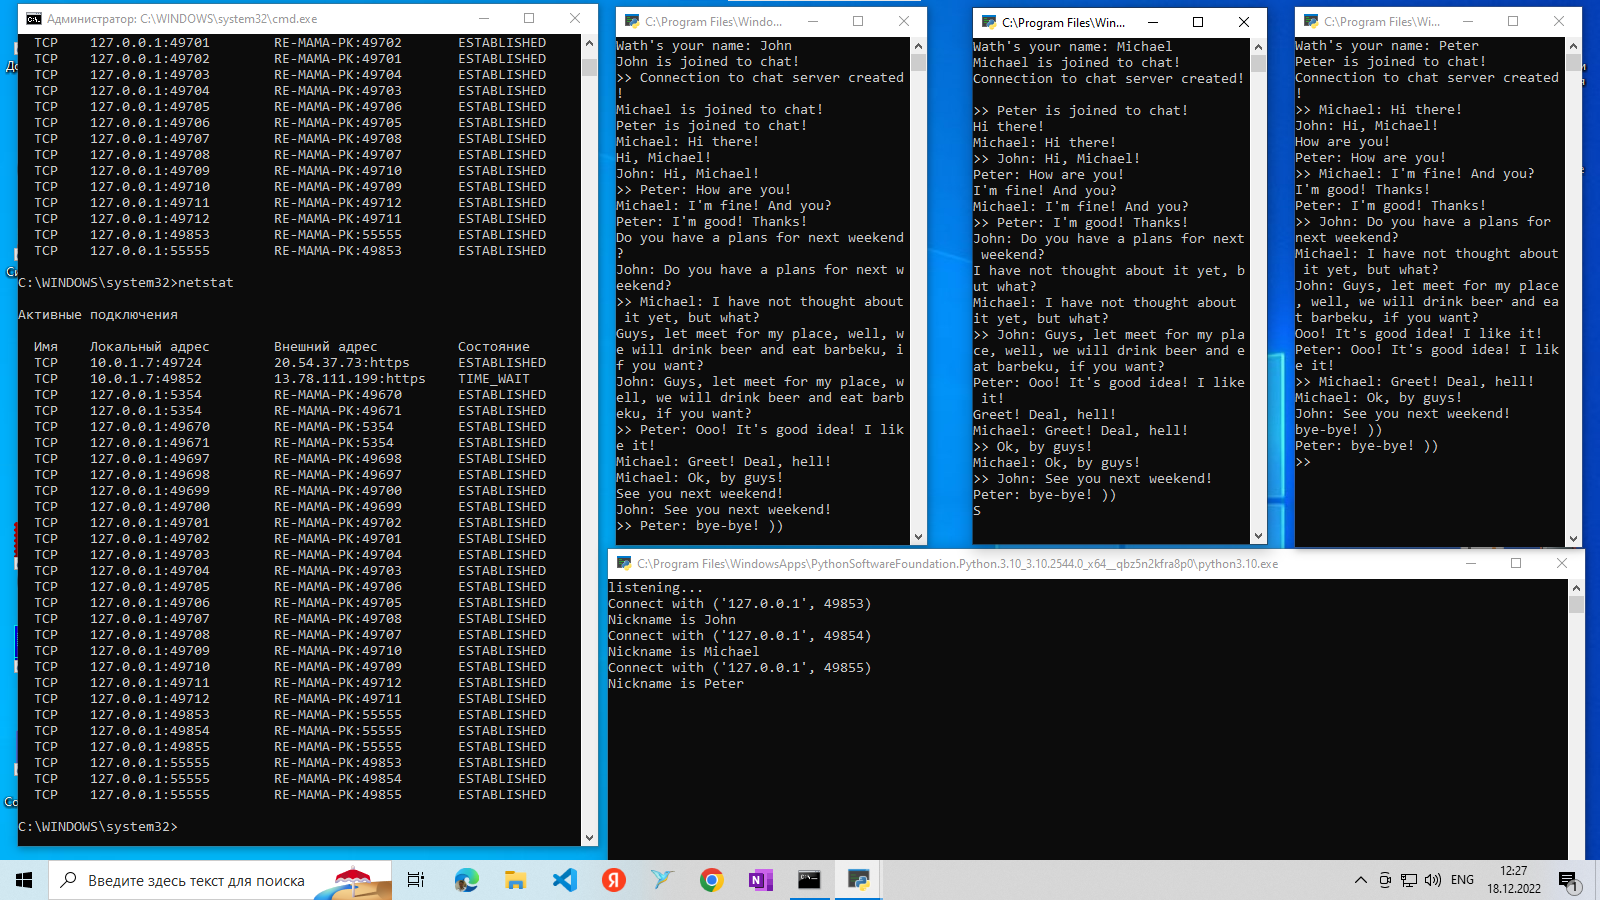 Администратор: C:\WINDOWS\system32\cmd.exe
TCP 127.0.0.1:49701 RE-MAMA-PK:49702 ESTABLISHED
TCP 127.0.0.1:49702 RE-MAMA-PK:49701 ESTABLISHED
TCP 127.0.0.1:49703 RE-MAMA-PK:49704 ESTABLISHED
TCP 127.0.0.1:49704 RE-MAMA-PK:49703 ESTABLISHED
TCP 127.0.0.1:49705 RE-MAMA-PK:49706 ESTABLISHED
TCP 127.0.0.1:49706 RE-MAMA-PK:49705 ESTABLISHED
TCP 127.0.0.1:49707 RE-MAMA-PK:49708 ESTABLISHED
TCP 127.0.0.1:49708 RE-MAMA-PK:49707 ESTABLISHED
TCP 127.0.0.1:49709 RE-MAMA-PK:49710 ESTABLISHED
TCP 127.0.0.1:49710 RE-MAMA-PK:49709 ESTABLISHED
TCP 127.0.0.1:49711 RE-MAMA-PK:49712 ESTABLISHED
TCP 127.0.0.1:49712 RE-MAMA-PK:49711 ESTABLISHED
TCP 127.0.0.1:49853 RE-MAMA-PK:55555 ESTABLISHED
TCP 127.0.0.1:55555 RE-MAMA-PK:49853 ESTABLISHED
C:\WINDOWS\system32>netstat
Активные подключения
Имя Локальный адрес Внешний адрес Состояние
TCP 10.0.1.7:49724 20.54.37.73:https ESTABLISHED
TCP 10.0.1.7:49852 13.78.111.199:https TIME_WAIT
TCP 127.0.0.1:5354 RE-MAMA-PK:49670 ESTABLISHED
TCP 127.0.0.1:5354 RE-MAMA-PK:49671 ESTABLISHED
TCP 127.0.0.1:49670 RE-MAMA-PK:5354 ESTABLISHED
TCP 127.0.0.1:49671 RE-MAMA-PK:5354 ESTABLISHED
TCP 127.0.0.1:49697 RE-MAMA-PK:49698 ESTABLISHED
TCP 127.0.0.1:49698 RE-MAMA-PK:49697 ESTABLISHED
TCP 127.0.0.1:49699 RE-MAMA-PK:49700 ESTABLISHED
TCP 127.0.0.1:49700 RE-MAMA-PK:49699 ESTABLISHED
TCP 127.0.0.1:49701 RE-MAMA-PK:49702 ESTABLISHED
TCP 127.0.0.1:49702 RE-MAMA-PK:49701 ESTABLISHED
TCP 127.0.0.1:49703 RE-MAMA-PK:49704 ESTABLISHED
TCP 127.0.0.1:49704 RE-MAMA-PK:49703 ESTABLISHED
TCP 127.0.0.1:49705 RE-MAMA-PK:49706 ESTABLISHED
TCP 127.0.0.1:49706 RE-MAMA-PK:49705 ESTABLISHED
TCP 127.0.0.1:49707 RE-MAMA-PK:49708 ESTABLISHED
TCP 127.0.0.1:49708 RE-MAMA-PK:49707 ESTABLISHED
TCP 127.0.0.1:49709 RE-MAMA-PK:49710 ESTABLISHED
TCP 127.0.0.1:49710 RE-MAMA-PK:49709 ESTABLISHED
TCP 127.0.0.1:49711 RE-MAMA-PK:49712 ESTABLISHED
TCP 127.0.0.1:49712 RE-MAMA-PK:49711 ESTABLISHED
TCP 127.0.0.1:49853 RE-MAMA-PK:55555 ESTABLISHED
TCP 127.0.0.1:49854 RE-MAMA-PK:55555 ESTABLISHED
TCP 127.0.0.1:49855 RE-MAMA-PK:55555 ESTABLISHED
TCP 127.0.0.1:55555 RE-MAMA-PK:49853 ESTABLISHED
TCP 127.0.0.1:55555 RE-MAMA-PK:49854 ESTABLISHED
TCP 127.0.0.1:55555 RE-MAMA-PK:49855 ESTABLISHED
C:\WINDOWS\system32>
C:\Program Files\Windo...
Wath's your name: John
John is joined to chat!
>> Connection to chat server created
!
Michael is joined to chat!
Peter is joined to chat!
Michael: Hi there!
Hi, Michael!
John: Hi, Michael!
>> Peter: How are you!
Michael: I'm fine! And you?
Peter: I'm good! Thanks!
Do you have a plans for next weekend
?
John: Do you have a plans for next w
eekend?
>> Michael: I have not thought about
it yet, but what?
Guys, let meet for my place, well, w
e will drink beer and eat barbeku, i
f you want?
John: Guys, let meet for my place, w
ell, we will drink beer and eat barb
eku, if you want?
>> Peter: Ooo! It's good idea! I lik
e it!
Michael: Greet! Deal, hell!
Michael: Ok, by guys!
See you next weekend!
John: See you next weekend!
>> Peter: bye-bye! ))
C:\Program Files\Win...
Wath's your name: Michael
Michael is joined to chat!
Connection to chat server created!
>> Peter is joined to chat!
Hi there!
Michael: Hi there!
>> John: Hi, Michael!
Peter: How are you!
I'm fine! And you?
Michael: I'm fine! And you?
>> Peter: I'm good! Thanks!
John: Do you have a plans for next
weekend?
I have not thought about it yet, b
ut what?
Michael: I have not thought about
it yet, but what?
>> John: Guys, let meet for my pla
ce, well, we will drink beer and e
at barbeku, if you want?
Peter: Ooo! It's good idea! I like
it!
Greet! Deal, hell!
Michael: Greet! Deal, hell!
>> Ok, by guys!
Michael: Ok, by guys!
>> John: See you next weekend!
Peter: bye-bye! ))
S
C:\Program Files\Wi...
Wath's your name: Peter
Peter is joined to chat!
Connection to chat server created
!
>> Michael: Hi there!
John: Hi, Michael!
How are you!
Peter: How are you!
>> Michael: I'm fine! And you?
I'm good! Thanks!
Peter: I'm good! Thanks!
>> John: Do you have a plans for
next weekend?
Michael: I have not thought about
it yet, but what?
John: Guys, let meet for my place
, well, we will drink beer and ea
t barbeku, if you want?
Ooo! It's good idea! I like it!
Peter: Ooo! It's good idea! I lik
e it!
>> Michael: Greet! Deal, hell!
Michael: Ok, by guys!
John: See you next weekend!
bye-bye! ))
Peter: bye-bye! ))
>>
C:\Program Files\WindowsApps\PythonSoftwareFoundation.Python.3.10_3.10.2544.0_x64__qbz5n2kfra8p0\python3.10.exe
listening...
Connect with ('127.0.0.1', 49853)
Nickname is John
Connect with ('127.0.0.1', 49854)
Nickname is Michael
Connect with ('127.0.0.1', 49855)
Nickname is Peter
Введите здесь текст для поиска
Я
ENG
12:27
18.12.2022
1